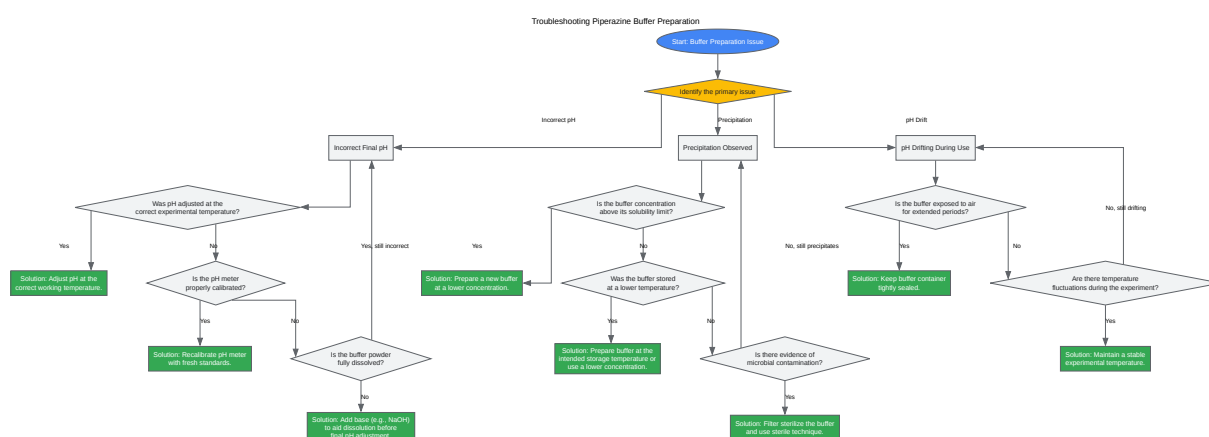 Troubleshooting Piperazine Buffer Preparation
Start: Buffer Preparation Issue
Identify the primary issue
Incorrect pH
Precipitation
pH Drift
Incorrect Final pH
Precipitation Observed
pH Drifting During Use
Was pH adjusted at the
correct experimental temperature?
Is the buffer concentration
above its solubility limit?
Is the buffer exposed to air
for extended periods?
No, still drifting
Yes
No
Yes, still incorrect
Yes
No
No, still precipitates
Yes
No
Solution: Adjust pH at the
correct working temperature.
Is the pH meter
properly calibrated?
Solution: Prepare a new buffer
at a lower concentration.
Was the buffer stored
at a lower temperature?
Solution: Keep buffer container
tightly sealed.
Are there temperature
fluctuations during the experiment?
Yes
No
Yes
No
Yes
Solution: Recalibrate pH meter
with fresh standards.
Is the buffer powder
fully dissolved?
Solution: Prepare buffer at the
intended storage temperature or
use a lower concentration.
Is there evidence of
microbial contamination?
Solution: Maintain a stable
experimental temperature.
No
Yes
Solution: Add base (e.g., NaOH)
to aid dissolution before
final pH adjustment.
Solution: Filter sterilize the buffer
and use sterile technique.